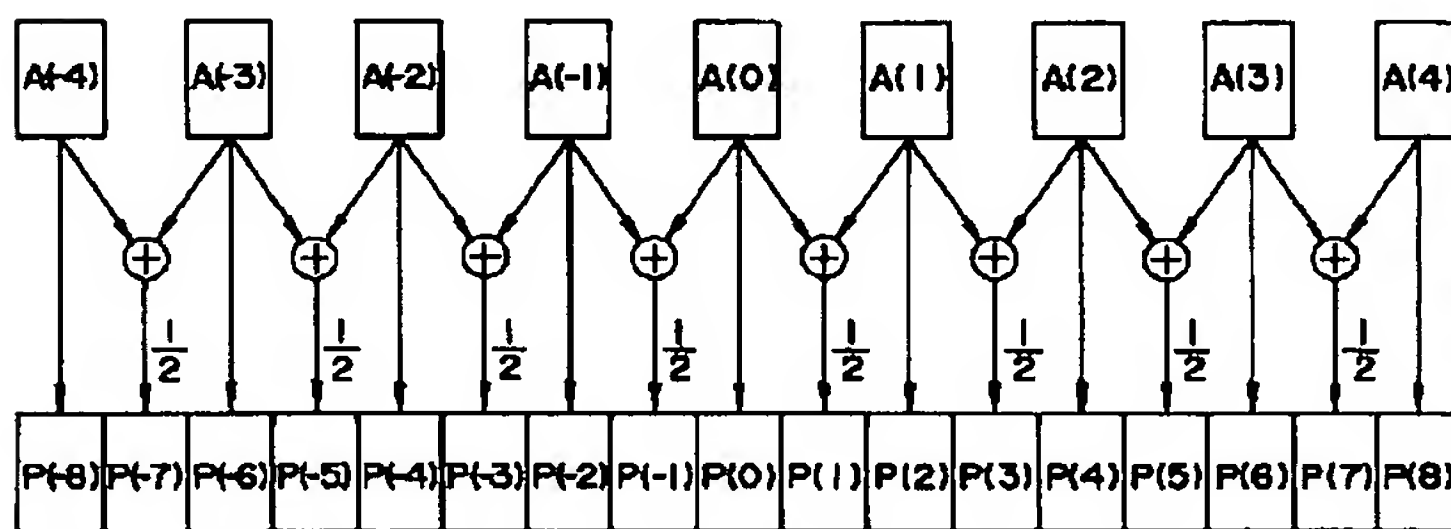 A(-4) A(-3) A(-2) A(-1) A(0) A(1) A(2) A(3) A(4)
+ + + + + + + +
1/2 1/2 1/2 1/2 1/2 1/2 1/2 1/2
P(-8) P(-7) P(-6) P(-5) P(-4) P(-3) P(-2) P(-1) P(0) P(1) P(2) P(3) P(4) P(5) P(6) P(7) P(8)